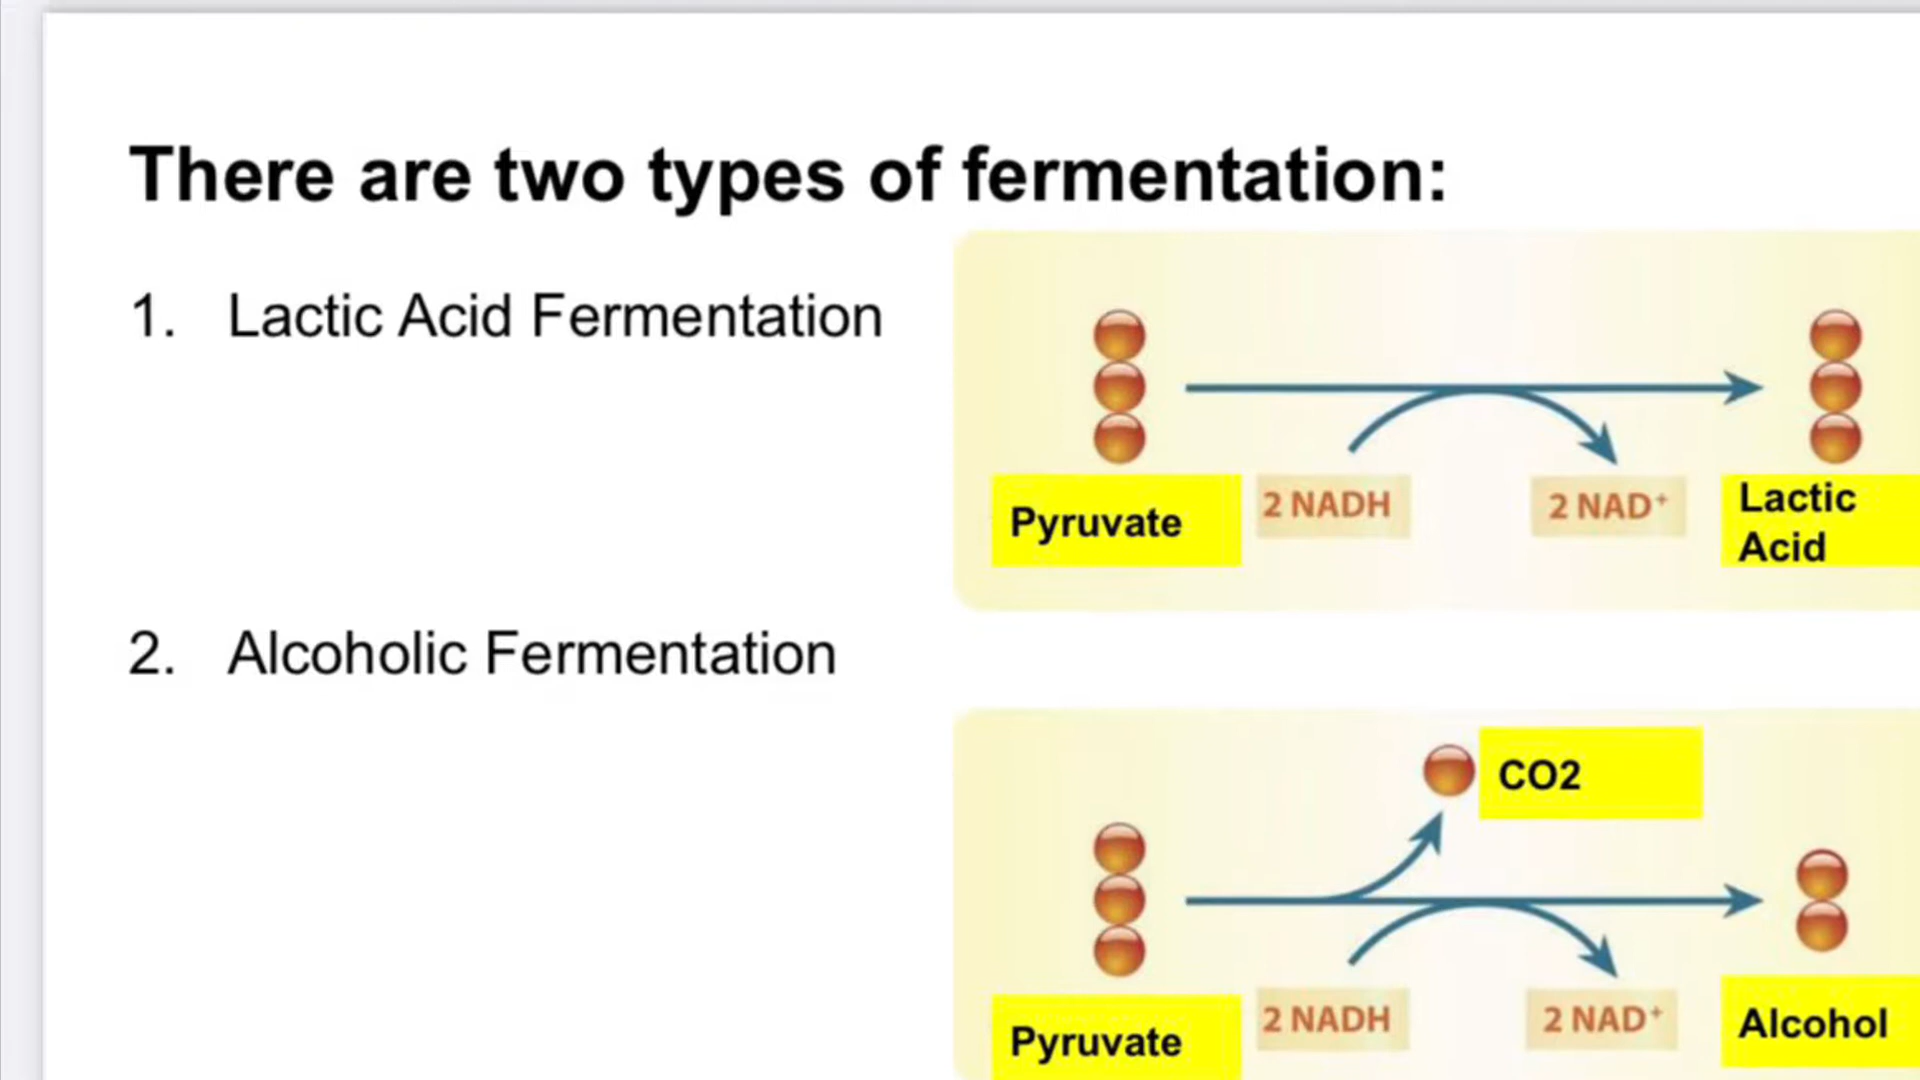 There are two types of fermentation:
1. Lactic Acid Fermentation
Pyruvate
2 NADH
2 NAD⁺
Lactic
Acid
2. Alcoholic Fermentation
CO2
Pyruvate
2 NADH
2 NAD⁺
Alcohol